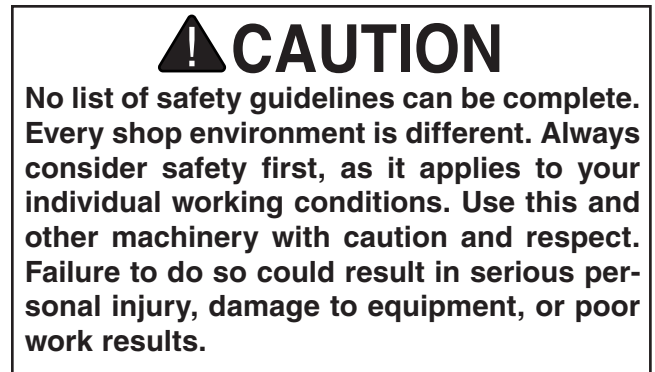 CAUTION
No list of safety guidelines can be complete.
Every shop environment is different. Always
consider safety first, as it applies to your
individual working conditions. Use this and
other machinery with caution and respect.
Failure to do so could result in serious per-
sonal injury, damage to equipment, or poor
work results.